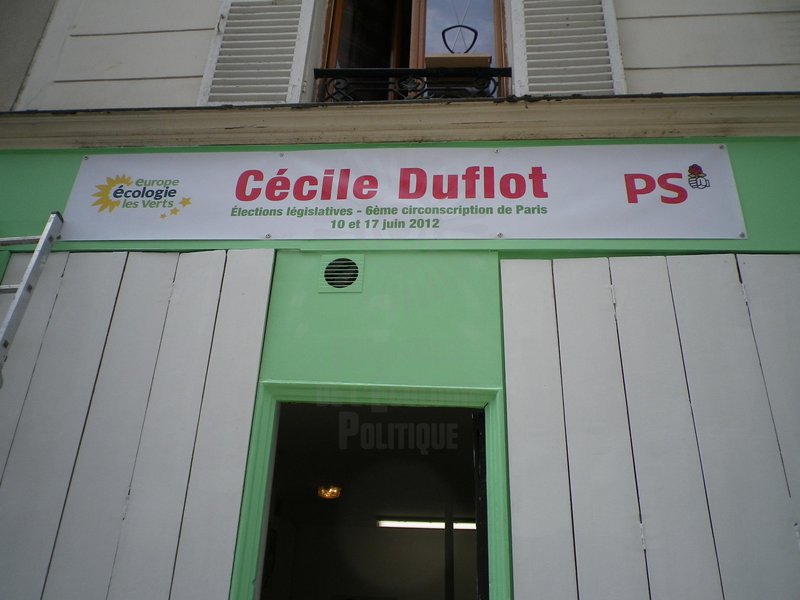 europe
écologie
les Verts
Cécile Duflot
Élections législatives - 6ème circonscription de Paris
10 et 17 juin 2012
PS
Politique